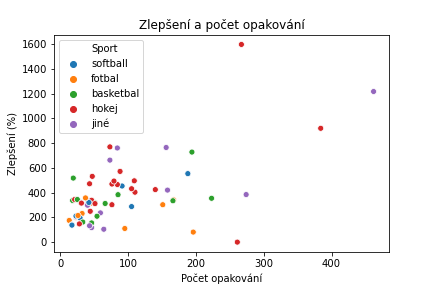 Zlepšení a počet opakování
1600
1400
1200
1000
800
600
400
200
0
Zlepšení (%)
Sport
softball
fotbal
basketbal
hokej
jiné
0 100 200 300 400
Počet opakování